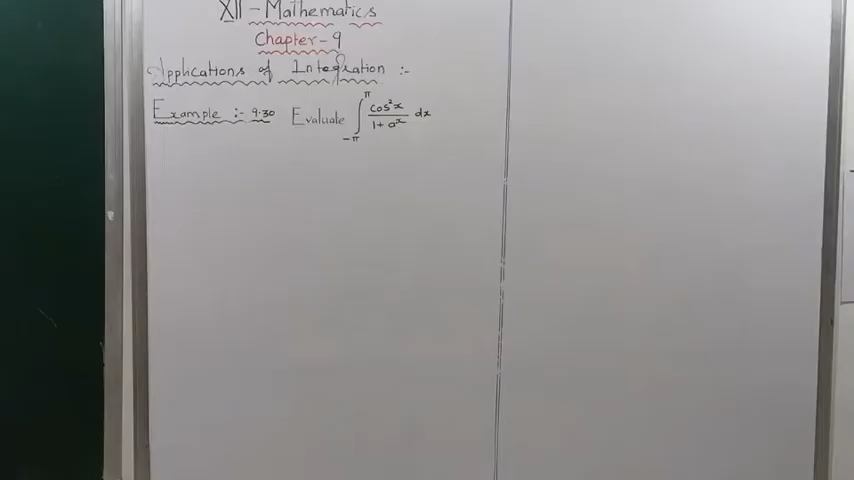 XII - Mathematics
Chapter - 9
Applications of Integration :-
Example :- 9.30 Evaluate ∫_{-π}^{π} cos²x / (1 + a^x) dx